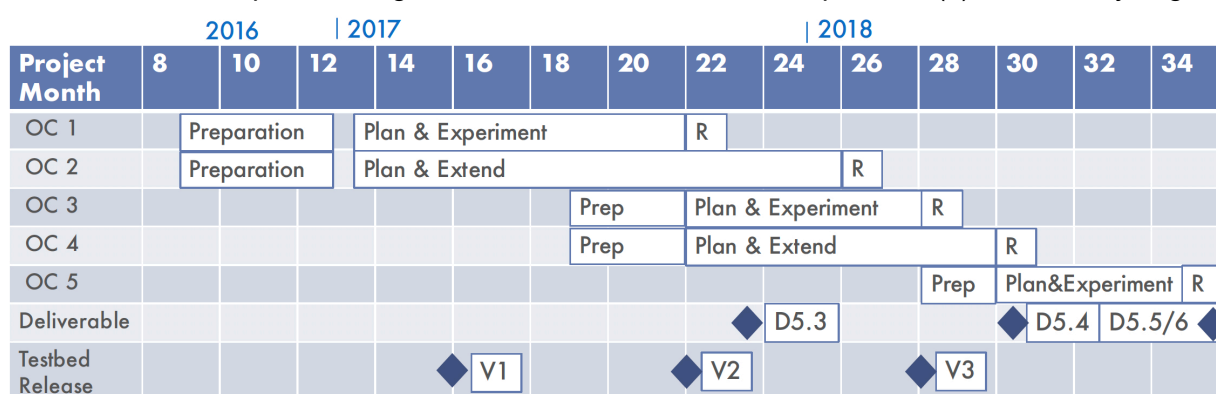 2016 | 2017 | 2018
Project Month 8 10 12 14 16 18 20 22 24 26 28 30 32 34
OC 1 Preparation Plan & Experiment R
OC 2 Preparation Plan & Extend R
OC 3 Prep Plan & Experiment R
OC 4 Prep Plan & Extend R
OC 5 Prep Plan&Experiment R
Deliverable D5.3 D5.4 D5.5/6
Testbed Release V1 V2 V3